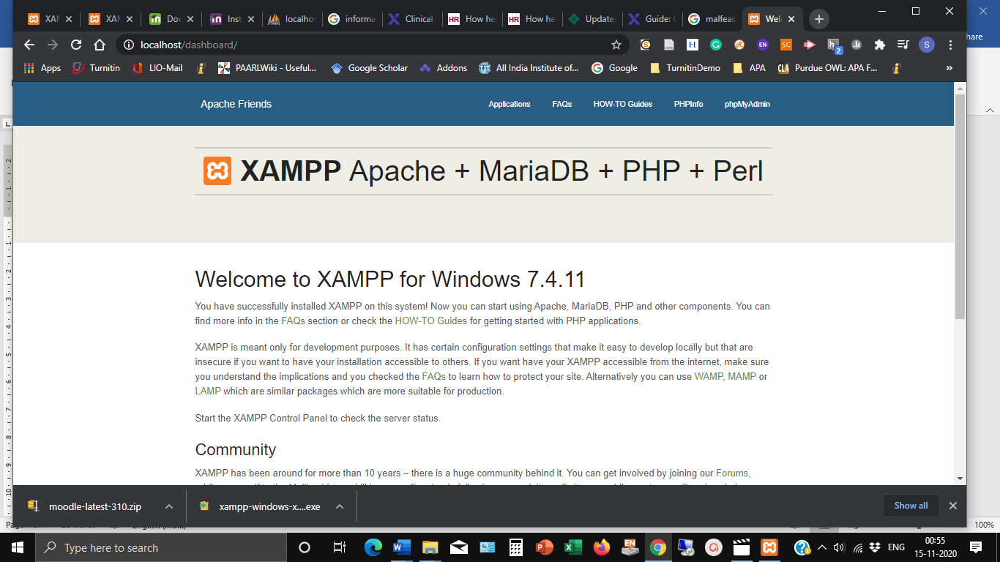 XAM
XAM
Dov
Inst
localhos
informa
Clinical
How he
How he
Updates
Guide: C
malfeas
Welc
localhost/dashboard/
EN
SC
2
S
hare
Apps
Turnitin
LIO-Mail
PAARLWiki - Useful...
Google Scholar
Addons
All India Institute of...
Google
TurnitinDemo
APA
CLA
Purdue OWL: APA F...
»
Apache Friends
Applications
FAQs
HOW-TO Guides
PHPInfo
phpMyAdmin
XAMPP Apache + MariaDB + PHP + Perl
Welcome to XAMPP for Windows 7.4.11
You have successfully installed XAMPP on this system! Now you can start using Apache, MariaDB, PHP and other components. You can
find more info in the FAQs section or check the HOW-TO Guides for getting started with PHP applications.
XAMPP is meant only for development purposes. It has certain configuration settings that make it easy to develop locally but that are
insecure if you want to have your installation accessible to others. If you want have your XAMPP accessible from the internet, make sure
you understand the implications and you checked the FAQs to learn how to protect your site. Alternatively you can use WAMP, MAMP or
LAMP which are similar packages which are more suitable for production.
Start the XAMPP Control Panel to check the server status.
Community
XAMPP has been around for more than 10 years – there is a huge community behind it. You can get involved by joining our Forums,
moodle-latest-310.zip
xampp-windows-x....exe
Show all
English (India)
100%
Type here to search
ENG
00:55
15-11-2020